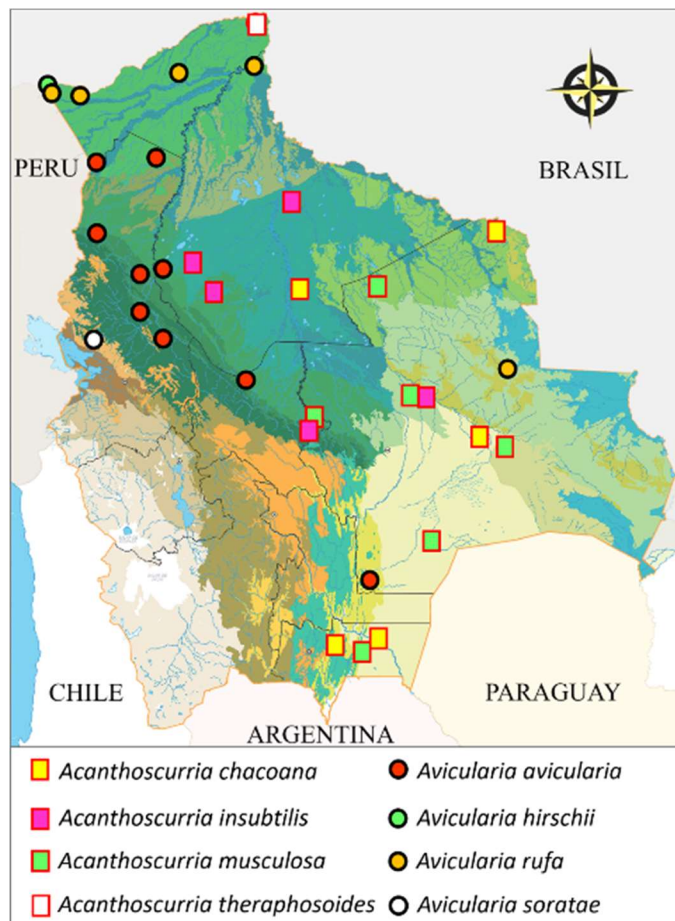 PERU
BRASIL
CHILE
ARGENTINA
PARAGUAY
Acanthoscurria chacoana
Acanthoscurria insubtilis
Acanthoscurria musculosa
Acanthoscurria theraphosoides
Avicularia avicularia
Avicularia hirschii
Avicularia rufa
Avicularia soratae